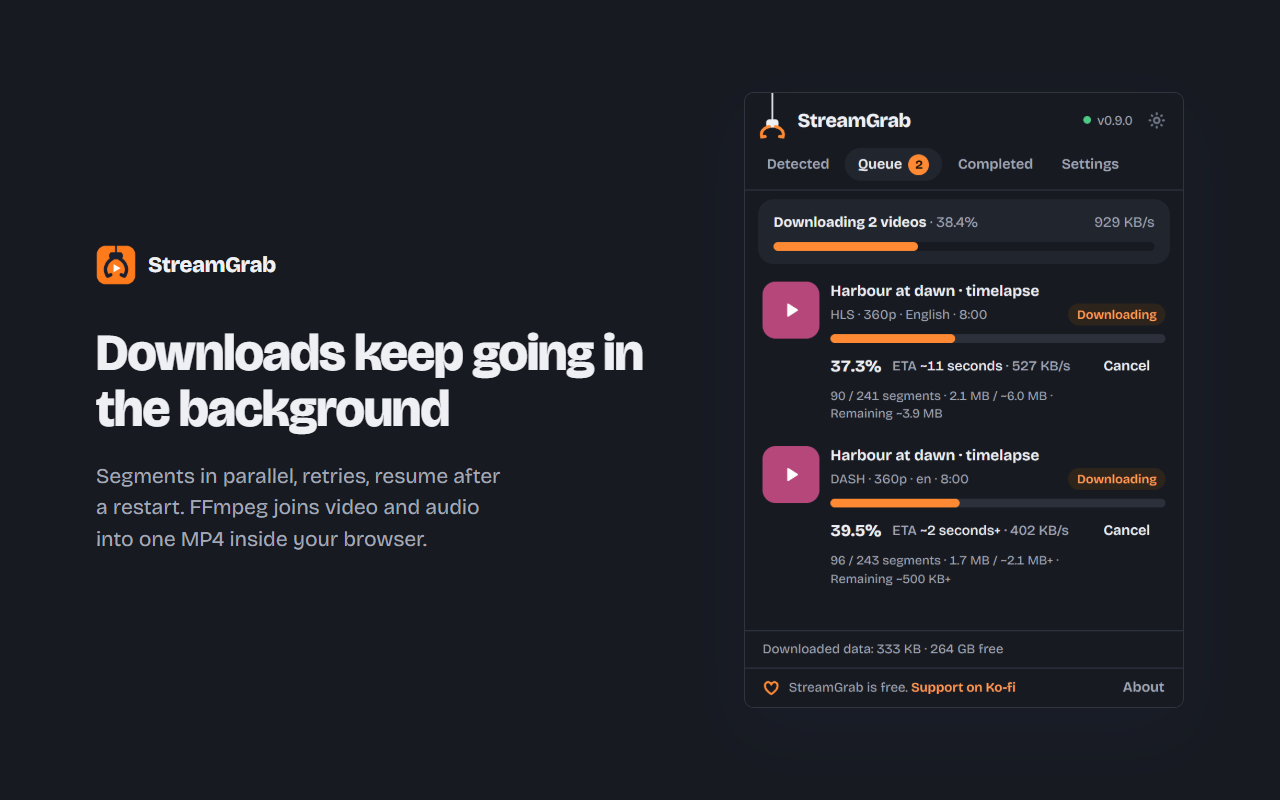 StreamGrab
Downloads keep going in
the background
Segments in parallel, retries, resume after
a restart. FFmpeg joins video and audio
into one MP4 inside your browser.
StreamGrab
v0.9.0
Detected
Queue 2
Completed
Settings
Downloading 2 videos · 38.4%
929 KB/s
Harbour at dawn · timelapse
HLS · 360p · English · 8:00
Downloading
37.3% ETA ~11 seconds · 527 KB/s
Cancel
90 / 241 segments · 2.1 MB / ~6.0 MB ·
Remaining ~3.9 MB
Harbour at dawn · timelapse
DASH · 360p · en · 8:00
Downloading
39.5% ETA ~2 seconds+ · 402 KB/s
Cancel
96 / 243 segments · 1.7 MB / ~2.1 MB+ ·
Remaining ~500 KB+
Downloaded data: 333 KB · 264 GB free
StreamGrab is free. Support on Ko-fi
About